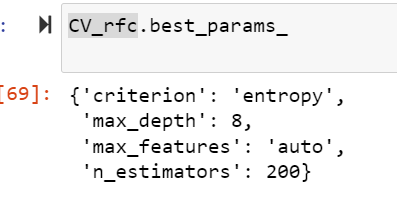 : CV_rfc.best_params_
[69]: {'criterion': 'entropy',
'max_depth': 8,
'max_features': 'auto',
'n_estimators': 200}